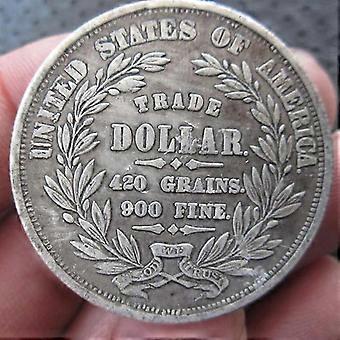 UNITED STATES OF AMERICA.
TRADE
DOLLAR.
420 GRAINS.
900 FINE.